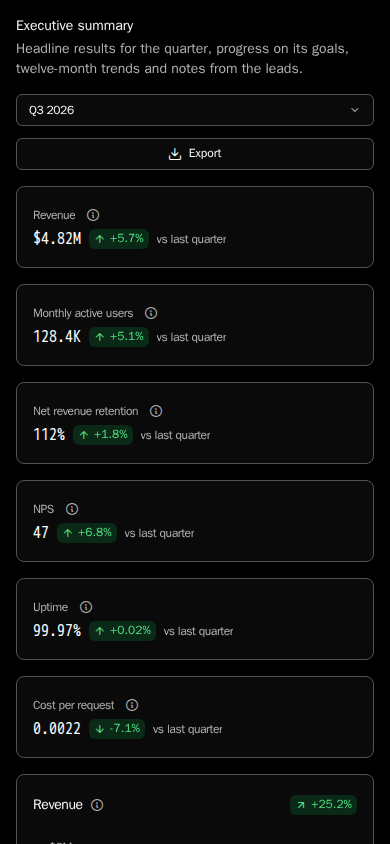 Executive summary
Headline results for the quarter, progress on its goals,
twelve-month trends and notes from the leads.
Q3 2026
Export
Revenue
$4.82M +5.7% vs last quarter
Monthly active users
128.4K +5.1% vs last quarter
Net revenue retention
112% +1.8% vs last quarter
NPS
47 +6.8% vs last quarter
Uptime
99.97% +0.02% vs last quarter
Cost per request
0.0022 -7.1% vs last quarter
Revenue +25.2%